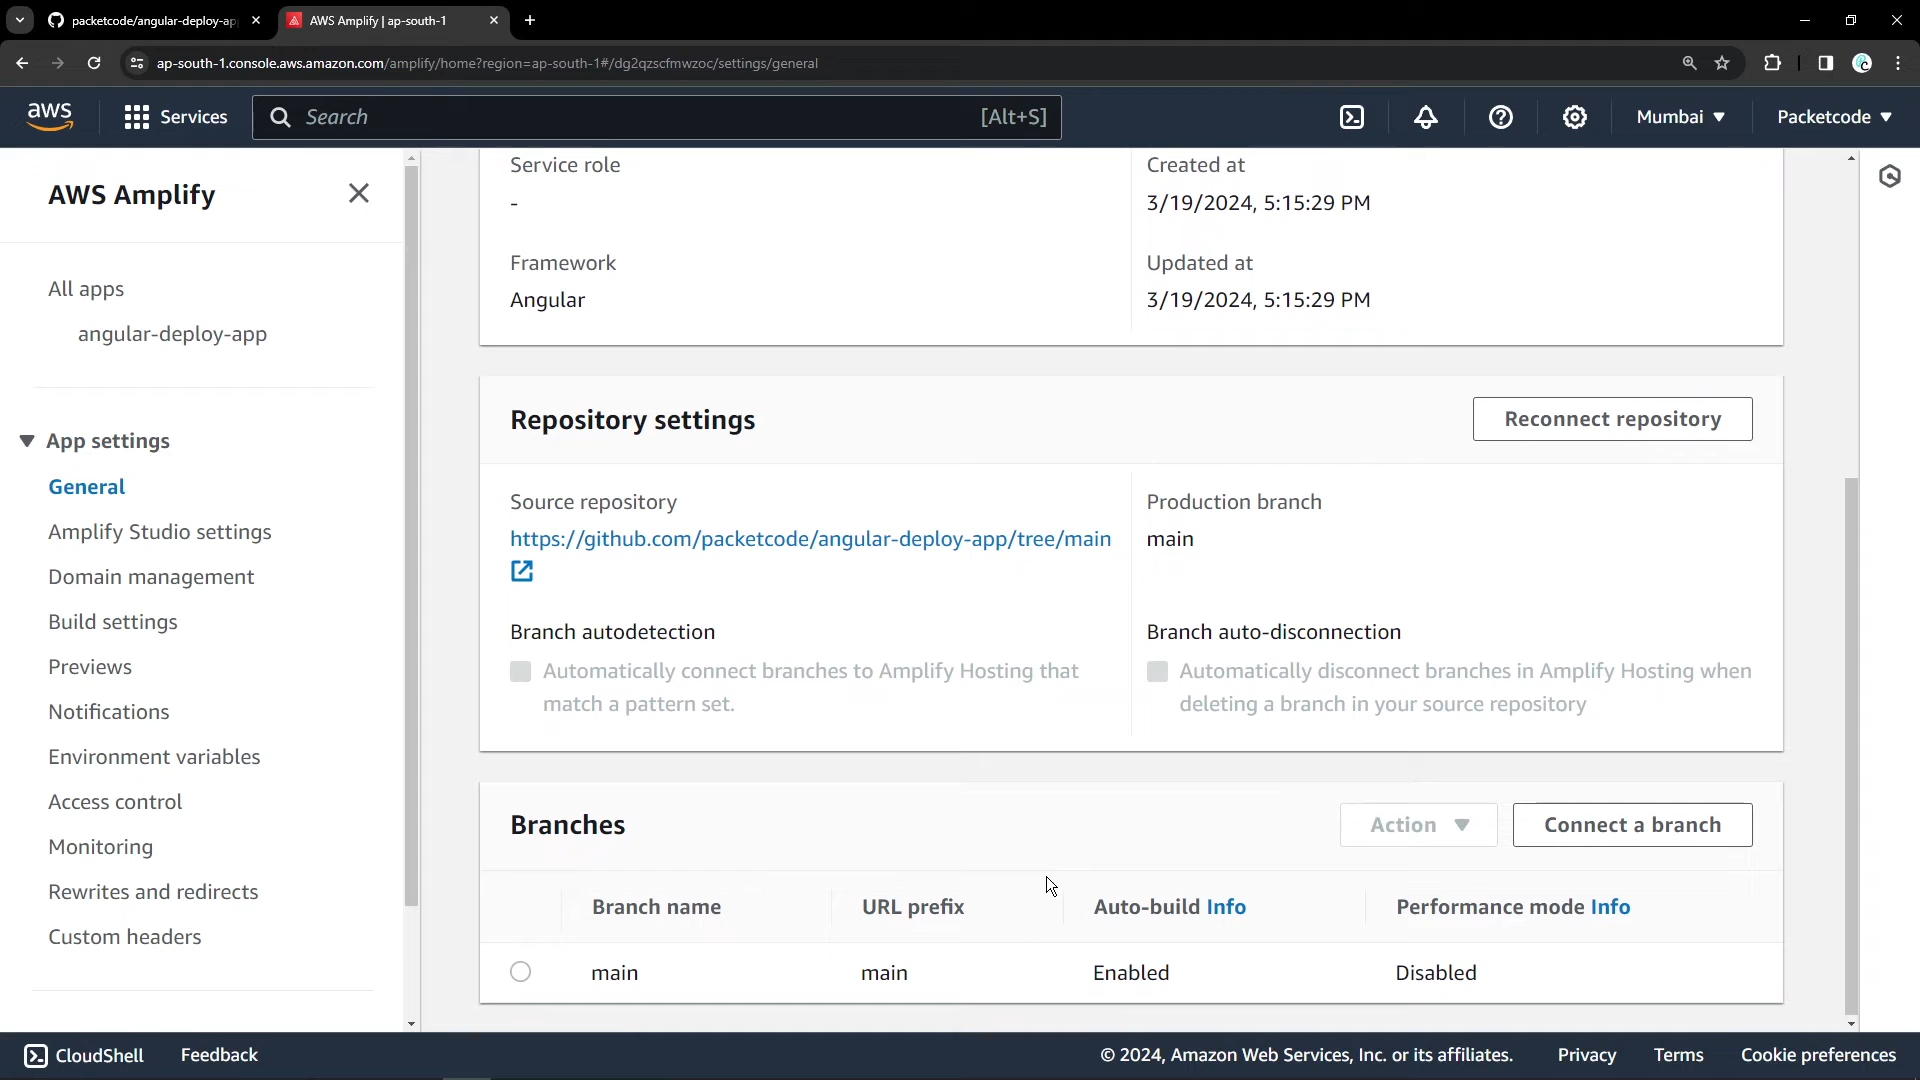 packetcode/angular-deploy-ap
AWS Amplify | ap-south-1
ap-south-1.console.aws.amazon.com/amplify/home?region=ap-south-1#/dg2qzscfmwzoc/settings/general
aws
Services
Search
[Alt+S]
Mumbai
Packetcode
AWS Amplify
All apps
angular-deploy-app
App settings
General
Amplify Studio settings
Domain management
Build settings
Previews
Notifications
Environment variables
Access control
Monitoring
Rewrites and redirects
Custom headers
Service role
-
Created at
3/19/2024, 5:15:29 PM
Framework
Angular
Updated at
3/19/2024, 5:15:29 PM
Repository settings
Reconnect repository
Source repository
https://github.com/packetcode/angular-deploy-app/tree/main
Production branch
main
Branch autodetection
Automatically connect branches to Amplify Hosting that
match a pattern set.
Branch auto-disconnection
Automatically disconnect branches in Amplify Hosting when
deleting a branch in your source repository
Branches
Action
Connect a branch
Branch name
URL prefix
Auto-build Info
Performance mode Info
main
main
Enabled
Disabled
CloudShell
Feedback
© 2024, Amazon Web Services, Inc. or its affiliates.
Privacy
Terms
Cookie preferences